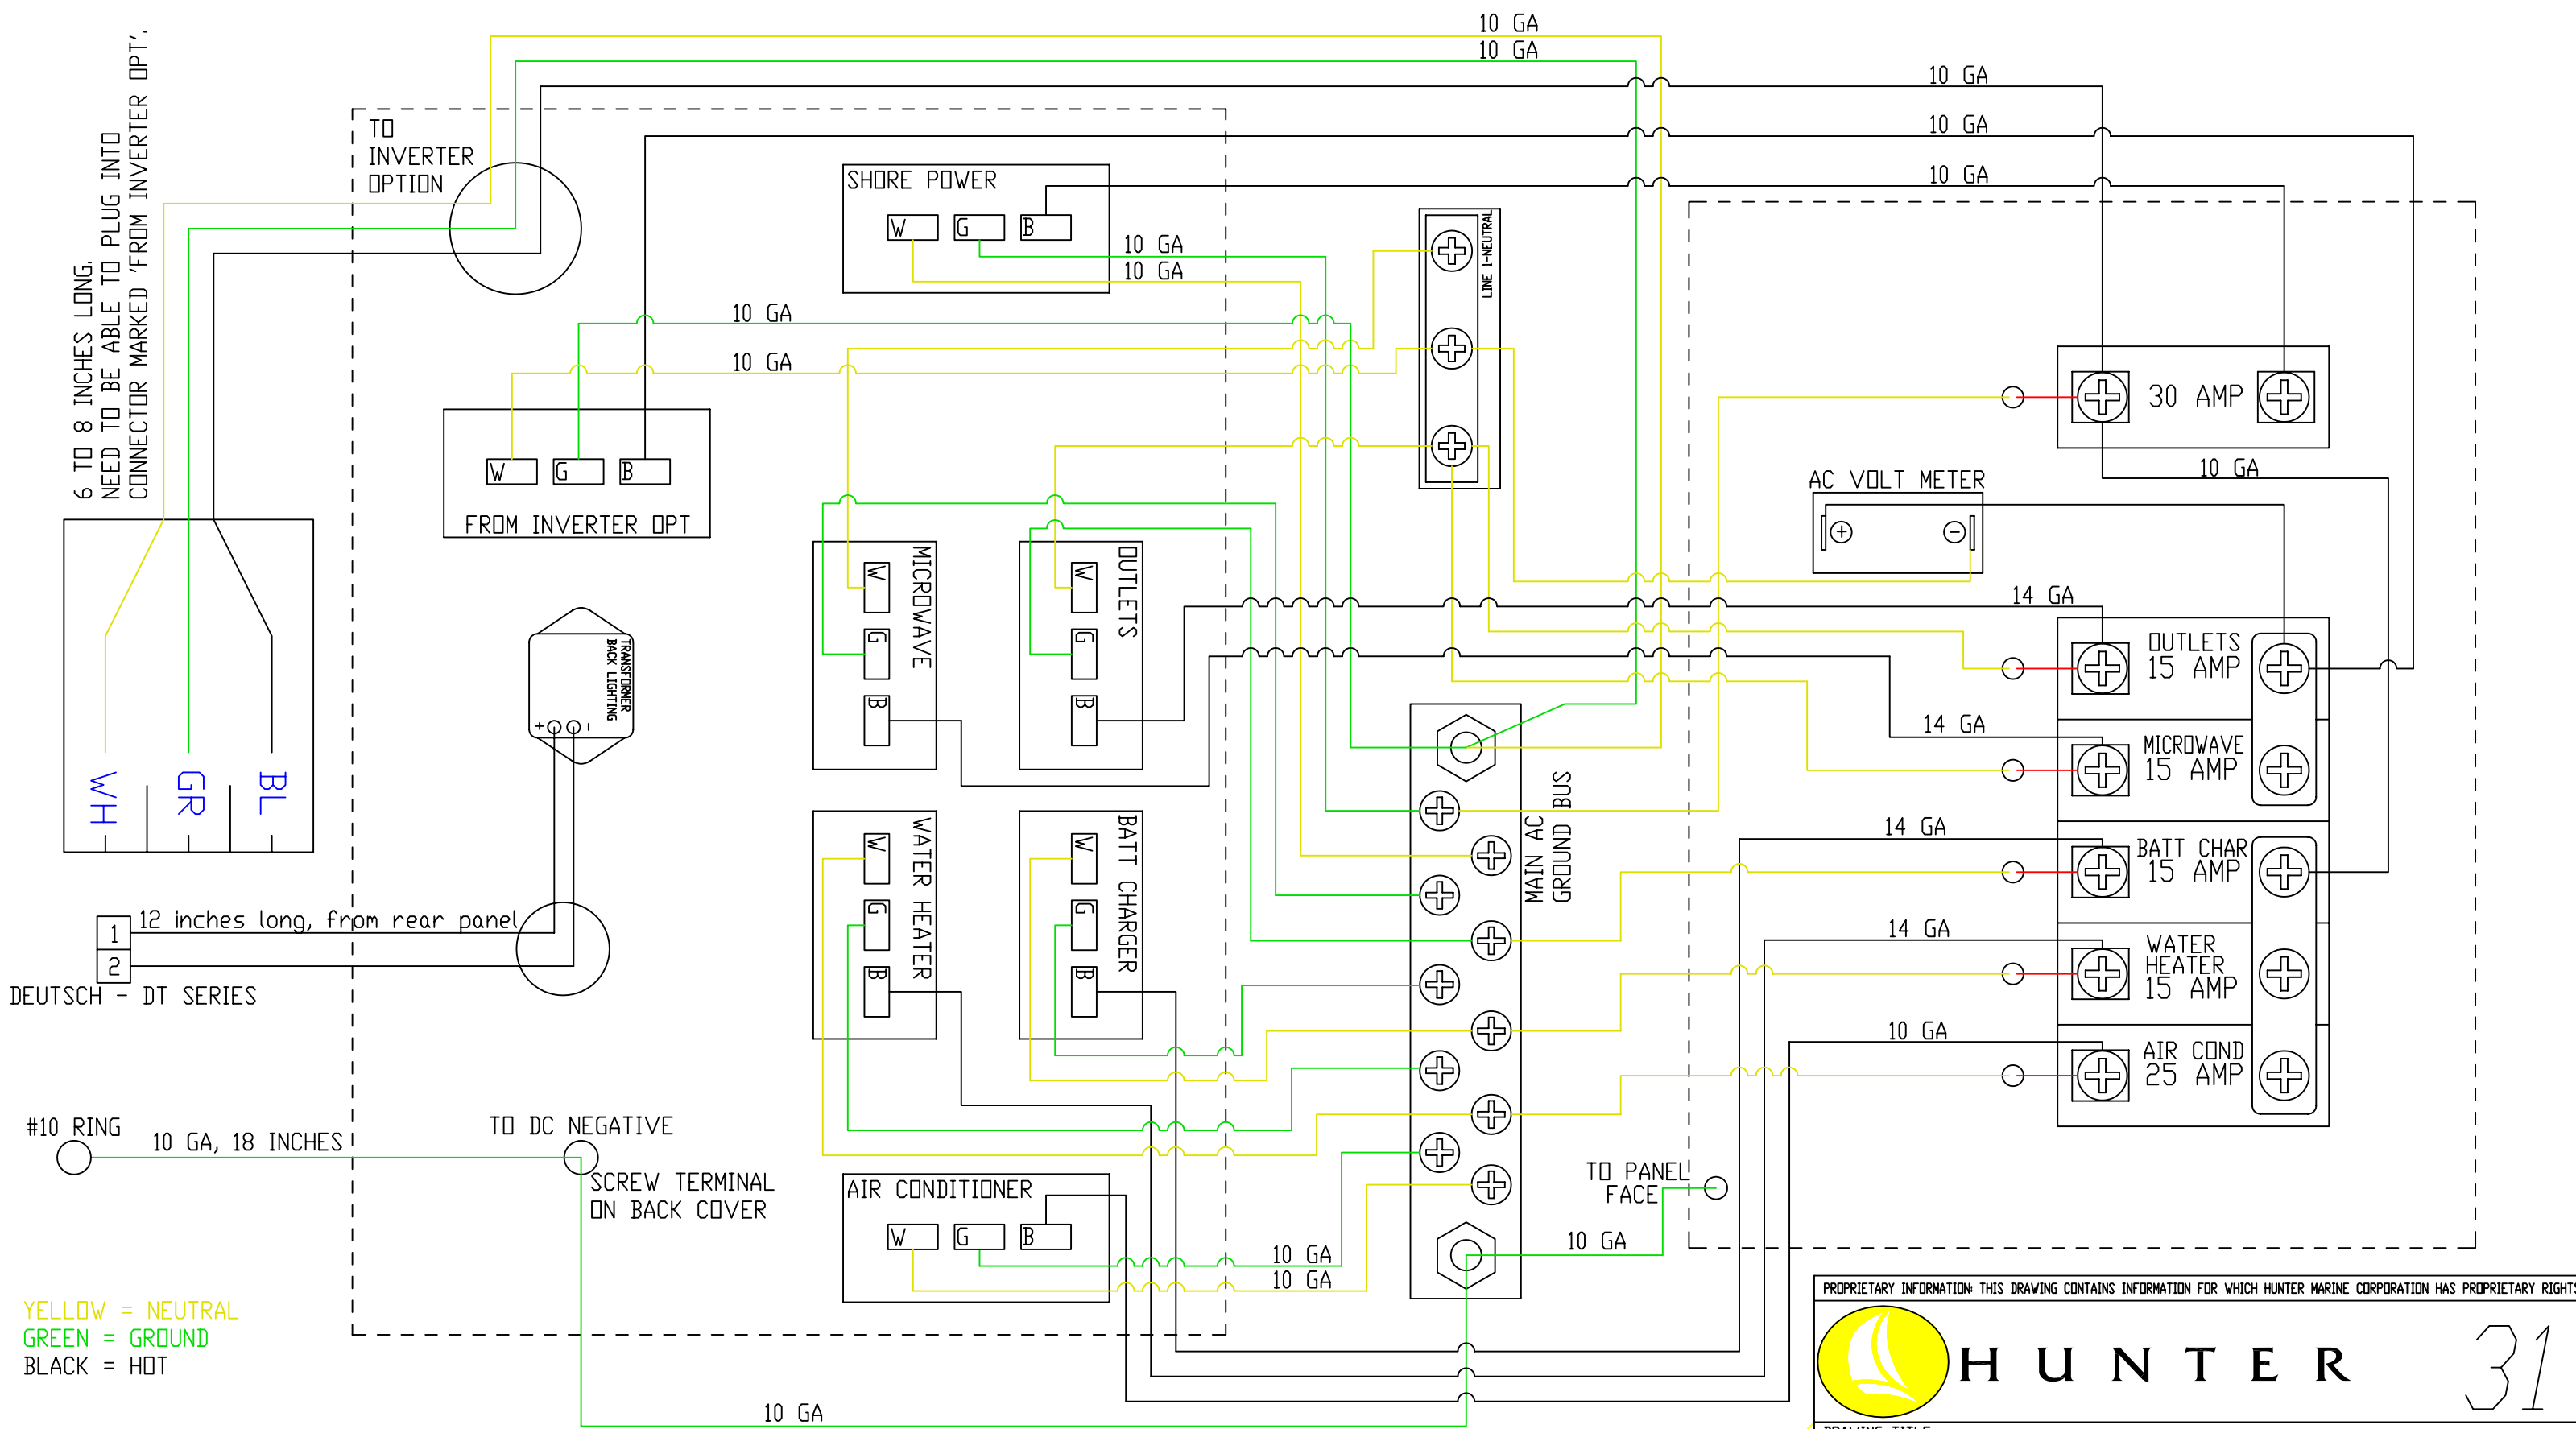 10 GA
10 GA
10 GA
10 GA
10 GA
6 TO 8 INCHES LONG.
NEED TO BE ABLE TO PLUG INTO
CONNECTOR MARKED 'FROM INVERTER OPT'.
TO
INVERTER
OPTION
SHORE POWER
W
G
B
10 GA
10 GA
LINE 1-NEUTRAL
10 GA
10 GA
W
G
B
FROM INVERTER OPT
30 AMP
10 GA
AC VOLT METER
+
-
MICROWAVE
W
G
B
OUTLETS
W
G
B
TRANSFORMER
BACK LIGHTING
+
-
14 GA
OUTLETS
15 AMP
14 GA
MICROWAVE
15 AMP
14 GA
BATT CHAR
15 AMP
14 GA
WATER
HEATER
15 AMP
10 GA
AIR COND
25 AMP
WH
GR
BL
WATER HEATER
W
G
B
BATT CHARGER
W
G
B
MAIN AC
GROUND BUS
1
2
12 inches long, from rear panel
DEUTSCH - DT SERIES
#10 RING
10 GA, 18 INCHES
TO DC NEGATIVE
SCREW TERMINAL
ON BACK COVER
AIR CONDITIONER
W
G
B
10 GA
10 GA
TO PANEL
FACE
10 GA
10 GA
YELLOW = NEUTRAL
GREEN = GROUND
BLACK = HOT
PROPRIETARY INFORMATION: THIS DRAWING CONTAINS INFORMATION FOR WHICH HUNTER MARINE CORPORATION HAS PROPRIETARY RIGHTS
HUNTER
31
DRAWING TITLE